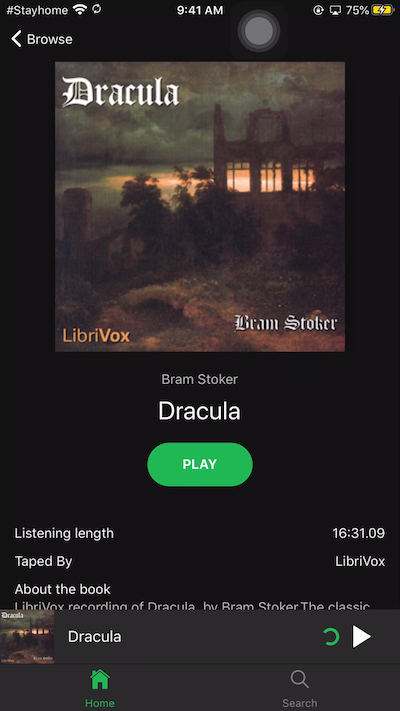 #Stayhome 9:41 AM 75%
Browse
Dracula
Bram Stoker
LibriVox
Bram Stoker
Dracula
PLAY
Listening length 16:31.09
Taped By LibriVox
About the book
LibriVox recording of Dracula, by Bram Stoker.The classic
Dracula
Home Search